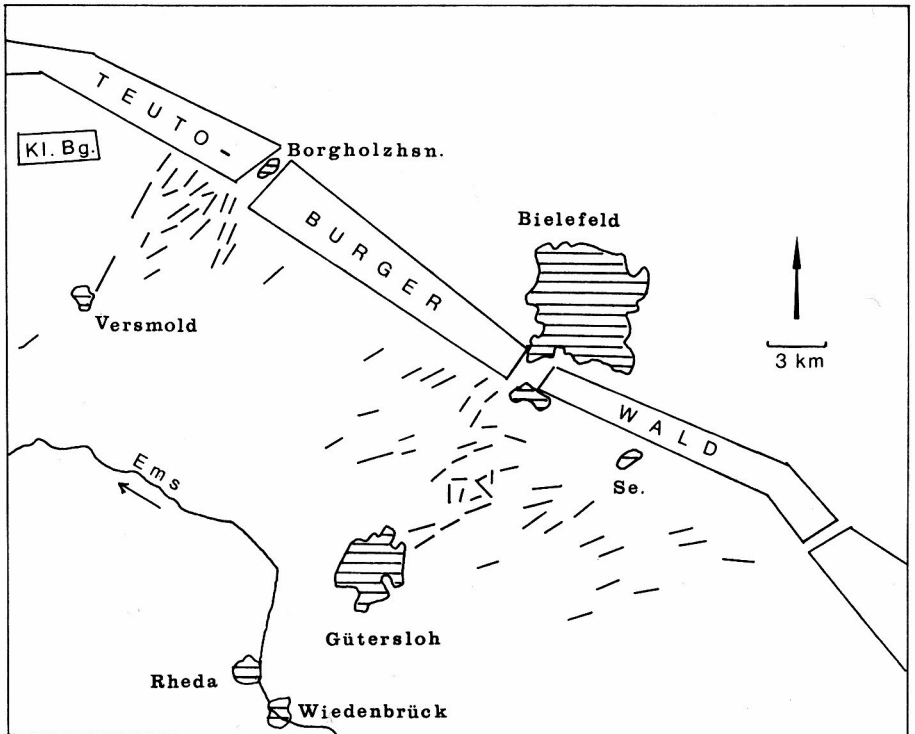 TEUTO-
Kl. Bg.
Borgholzhsn.
BURGER
Bielefeld
Versmold
3 km
WALD
Ems
Se.
Gütersloh
Rheda
Wiedenbrück